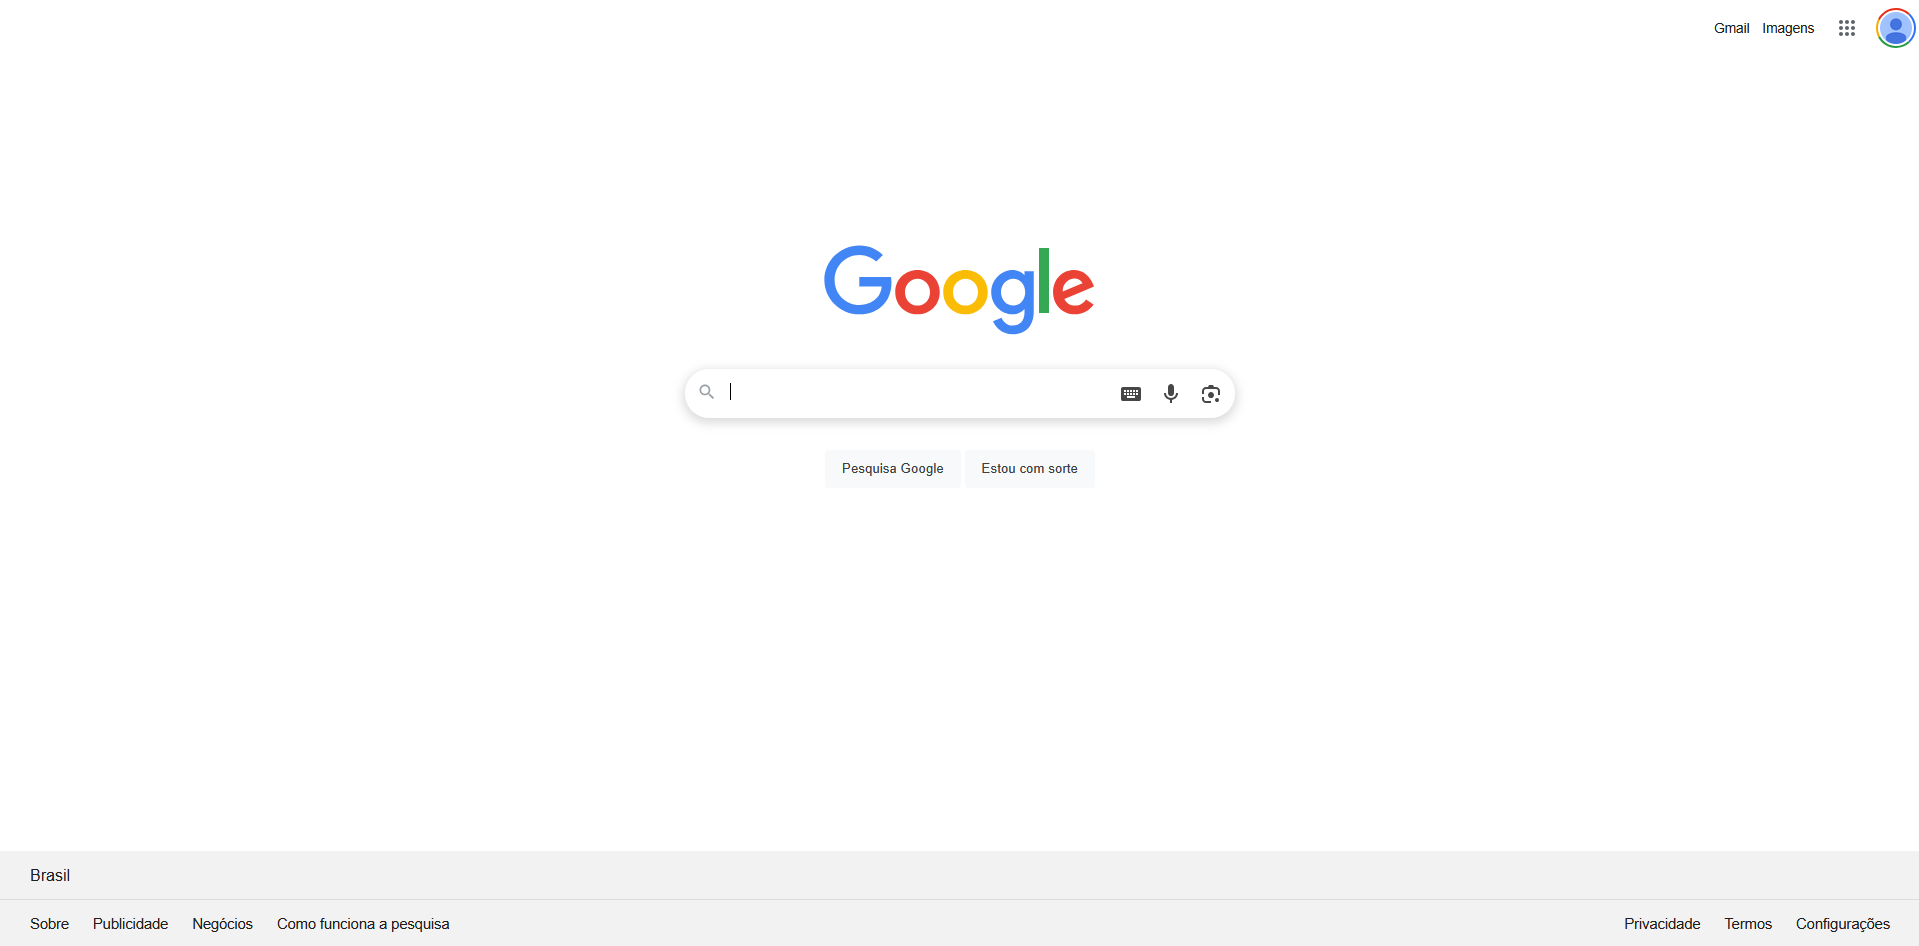 Gmail Imagens
Google
Pesquisa Google Estou com sorte
Brasil
Sobre Publicidade Negócios Como funciona a pesquisa Privacidade Termos Configurações